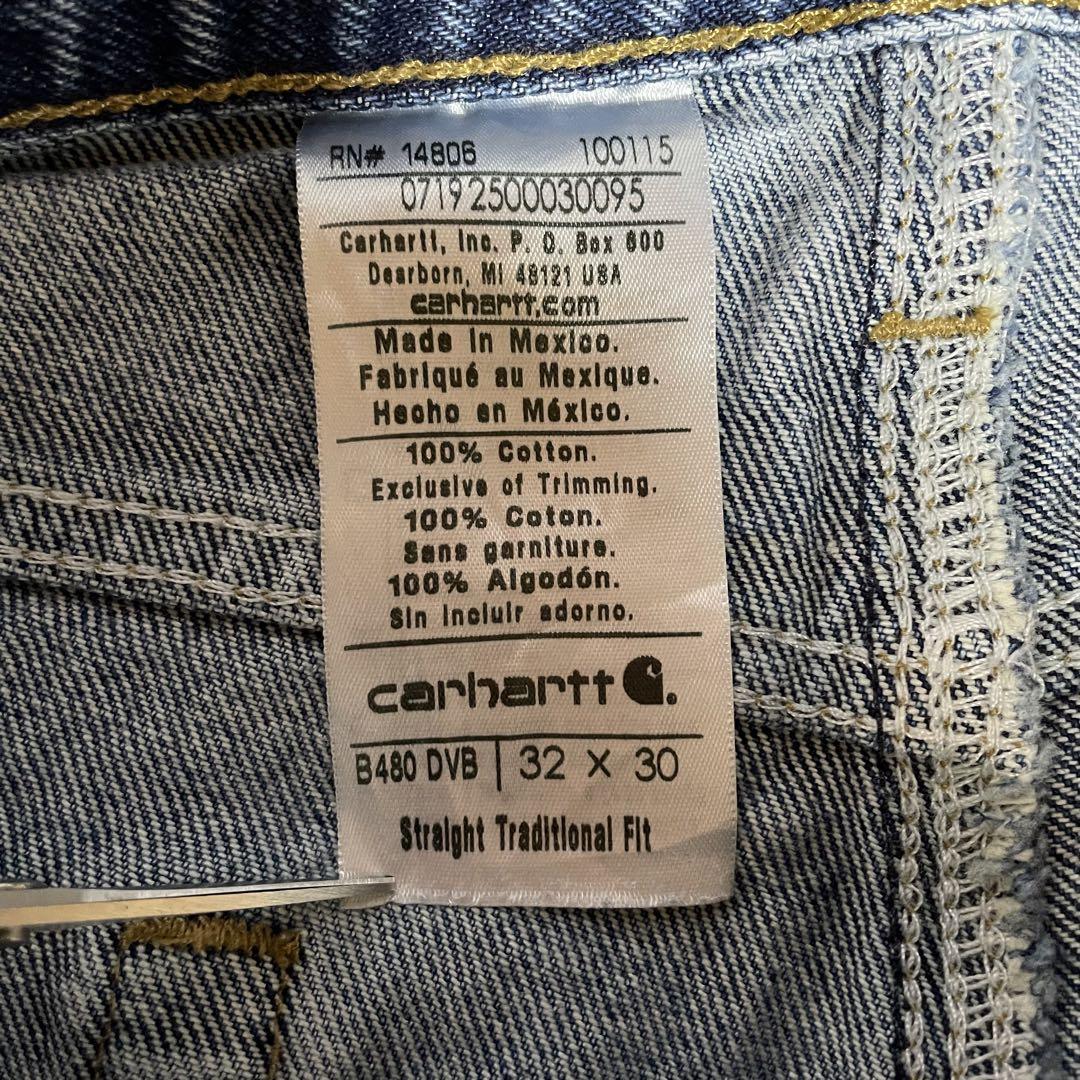 RN# 14806 100115
07192500030095
Carhartt, Inc. P. O. Box 600
Dearborn, MI 48121 USA
carhartt.com
Made in Mexico.
Fabriqué au Mexique.
Hecho en México.
100% Cotton.
Exclusive of Trimming.
100% Coton.
Sans garniture.
100% Algodón.
Sin incluir adorno.
carhartt
B480 DVB | 32 X 30
Straight Traditional Fit